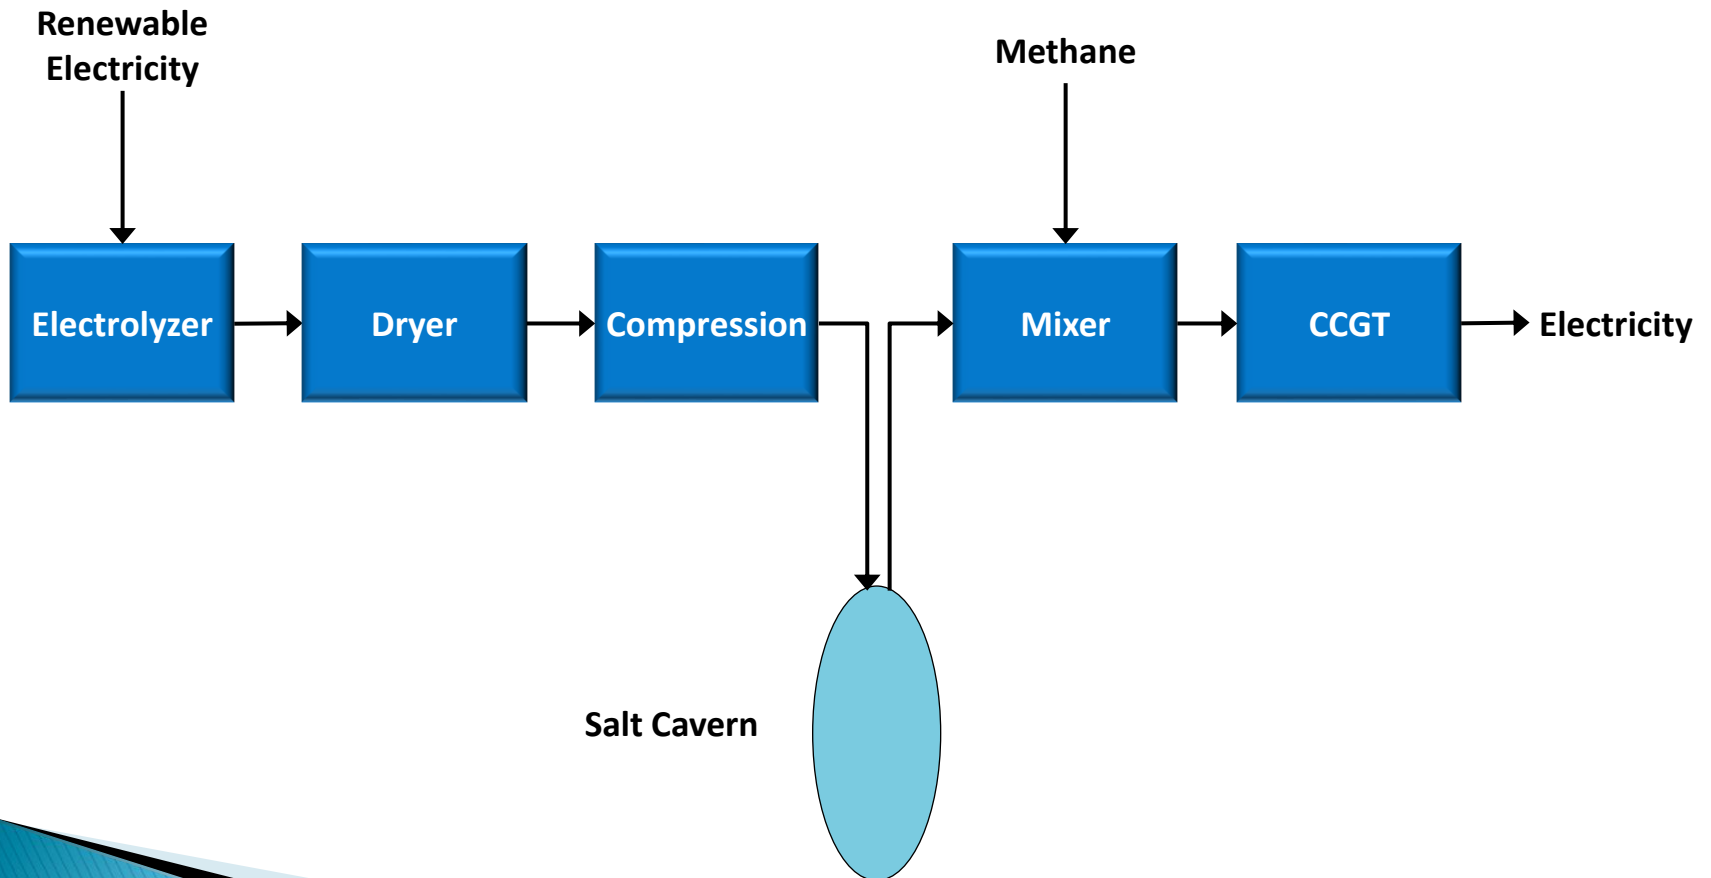 Renewable
Electricity
Methane
Electrolyzer
Dryer
Compression
Mixer
CCGT
Electricity
Salt Cavern